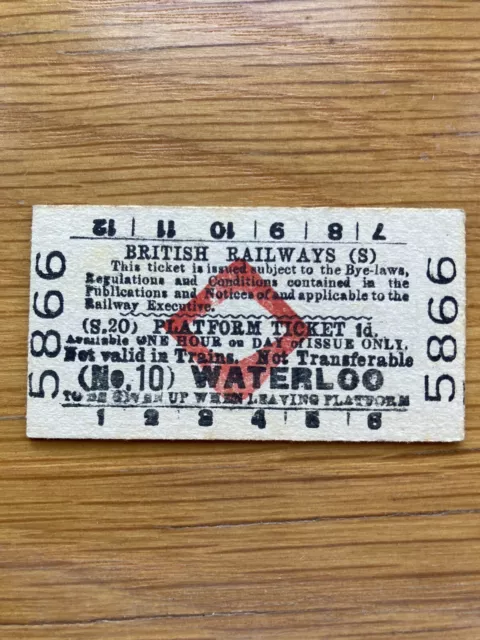 12 | 11 | 10 | 9 | 8 | 7
BRITISH RAILWAYS (S)
This ticket is issued subject to the Bye-laws,
Regulations and Conditions contained in the
Publications and Notices of and applicable to the
Railway Executive.
(S.20) PLATFORM TICKET 1d.
Available ONE HOUR on DAY of ISSUE ONLY.
Not valid in Trains. Not Transferable
(No.10) WATERLOO
TO BE GIVEN UP WHEN LEAVING PLATFORM
1 2 3 4 5 6
5866
5866